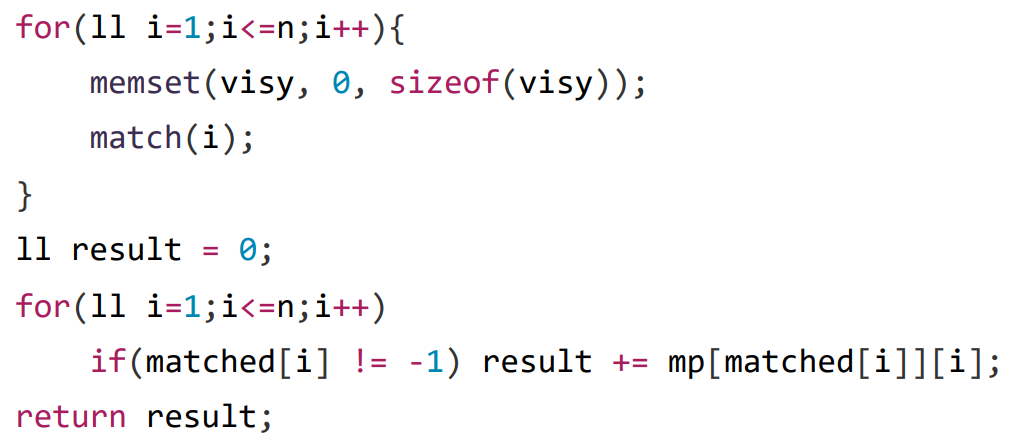 for(ll i=1;i<=n;i++){
    memset(visy, 0, sizeof(visy));
    match(i);
}
ll result = 0;
for(ll i=1;i<=n;i++)
    if(matched[i] != -1) result += mp[matched[i]][i];
return result;